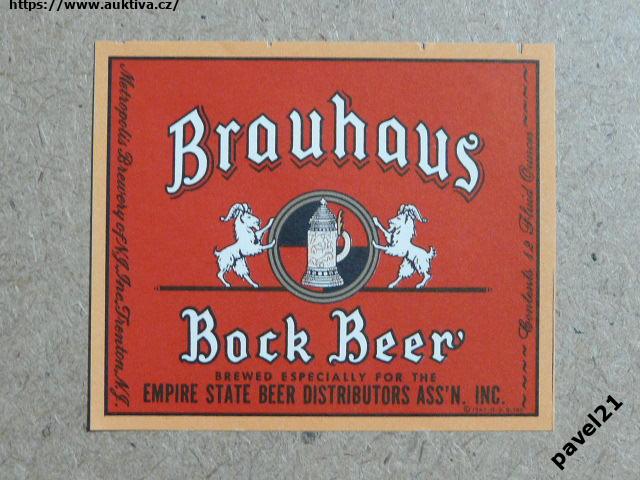 https://www.auktiva.cz/
Brauhaus
Bock Beer
BREWED ESPECIALLY FOR THE
EMPIRE STATE BEER DISTRIBUTORS ASS'N. INC.
Metropolis Brewery of N.J. Inc. Trenton, N.J.
Contents 12 Fluid Ounces
pavel21